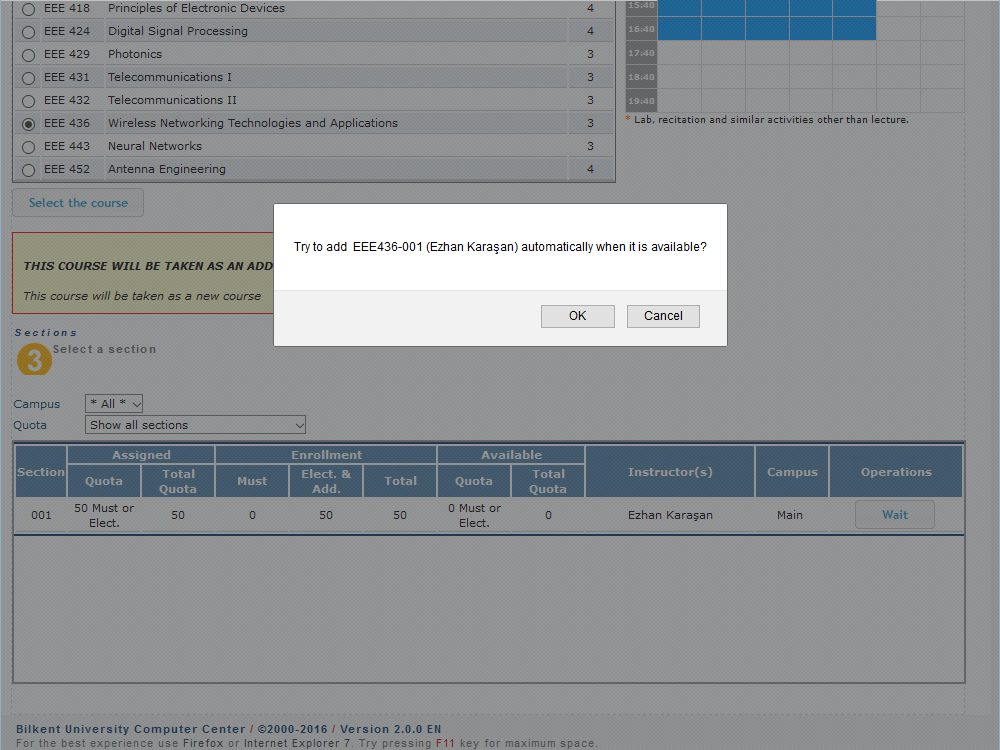 EEE 418 Principles of Electronic Devices 4
EEE 424 Digital Signal Processing 4
EEE 429 Photonics 3
EEE 431 Telecommunications I 3
EEE 432 Telecommunications II 3
EEE 436 Wireless Networking Technologies and Applications 3
EEE 443 Neural Networks 3
EEE 452 Antenna Engineering 4
15:40
16:40
17:40
18:40
19:40
* Lab, recitation and similar activities other than lecture.
Select the course
Try to add EEE436-001 (Ezhan Karaşan) automatically when it is available?
OK Cancel
THIS COURSE WILL BE TAKEN AS AN ADD
This course will be taken as a new course
Sections
3 Select a section
Campus * All *
Quota Show all sections
Section Assigned Enrollment Available Instructor(s) Campus Operations
Quota Total Quota Must Elect. & Add. Total Quota Total Quota
001 50 Must or Elect. 50 0 50 50 0 Must or Elect. 0 Ezhan Karaşan Main Wait
Bilkent University Computer Center / ©2000-2016 / Version 2.0.0 EN
For the best experience use Firefox or Internet Explorer 7. Try pressing F11 key for maximum space.